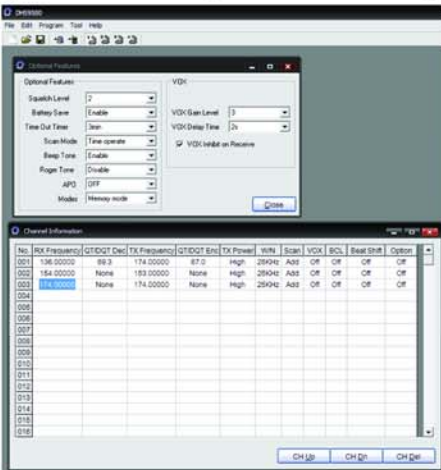 DHS9500
File Edit Program Tool Help
Optional Features
Optional Features
VOX
Squelch Level 2
Battery Save Enable
VOX Gain Level 3
Time Out Timer 3min
VOX Delay Time 2s
Scan Mode Time operate
VOX Inhibit on Receive
Beep Tone Enable
Roger Tone Disable
APO OFF
Modes Memory mode
Close
Channel Information
No. RX Frequency QT/DQT Dec TX Frequency QT/DQT Enc TX Power W/N Scan VOX BCL Beat Shift Option
001 136.00000 69.3 174.00000 67.0 High 25KHz Add Off Off Off Off
002 154.00000 None 153.00000 None High 25KHz Add Off Off Off Off
003 174.00000 None 174.00000 None High 25KHz Add Off Off Off Off
004
005
006
007
008
009
010
011
012
013
014
015
016
CH Up CH Dn CH Del